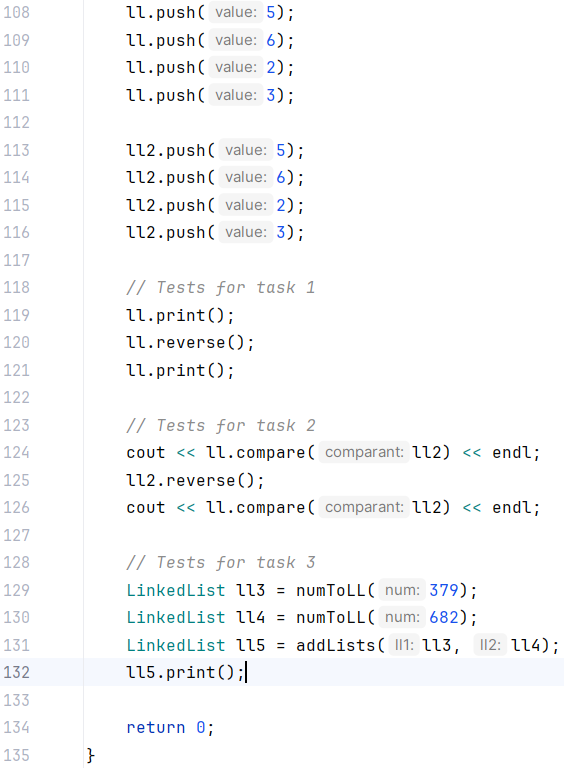 108 ll.push( value: 5);
109 ll.push( value: 6);
110 ll.push( value: 2);
111 ll.push( value: 3);
112
113 ll2.push( value: 5);
114 ll2.push( value: 6);
115 ll2.push( value: 2);
116 ll2.push( value: 3);
117
118 // Tests for task 1
119 ll.print();
120 ll.reverse();
121 ll.print();
122
123 // Tests for task 2
124 cout << ll.compare( comparant: ll2) << endl;
125 ll2.reverse();
126 cout << ll.compare( comparant: ll2) << endl;
127
128 // Tests for task 3
129 LinkedList ll3 = numToLL( num: 379);
130 LinkedList ll4 = numToLL( num: 682);
131 LinkedList ll5 = addLists( ll1: ll3, ll2: ll4);
132 ll5.print();
133
134 return 0;
135 }